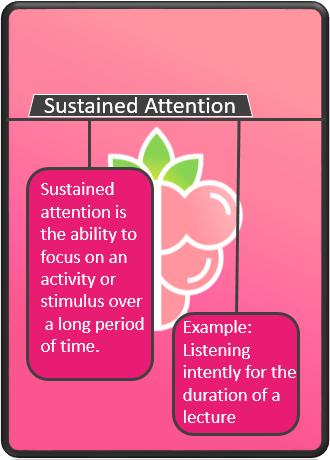 Sustained Attention
Sustained
attention is
the ability to
focus on an
activity or
stimulus over
a long period
of time.
Example:
Listening
intently for the
duration of a
lecture